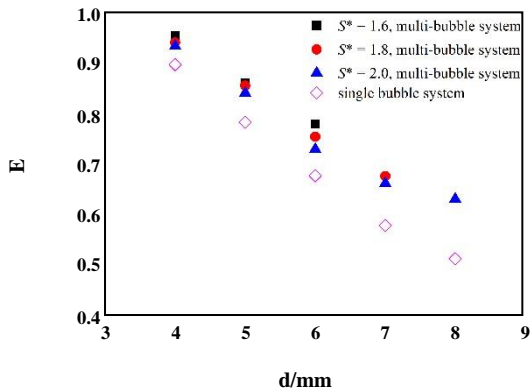 1.0
0.9
0.8
0.7
0.6
0.5
0.4
E
S* = 1.6, multi-bubble system
S* = 1.8, multi-bubble system
S* = 2.0, multi-bubble system
single bubble system
3 4 5 6 7 8 9
d/mm